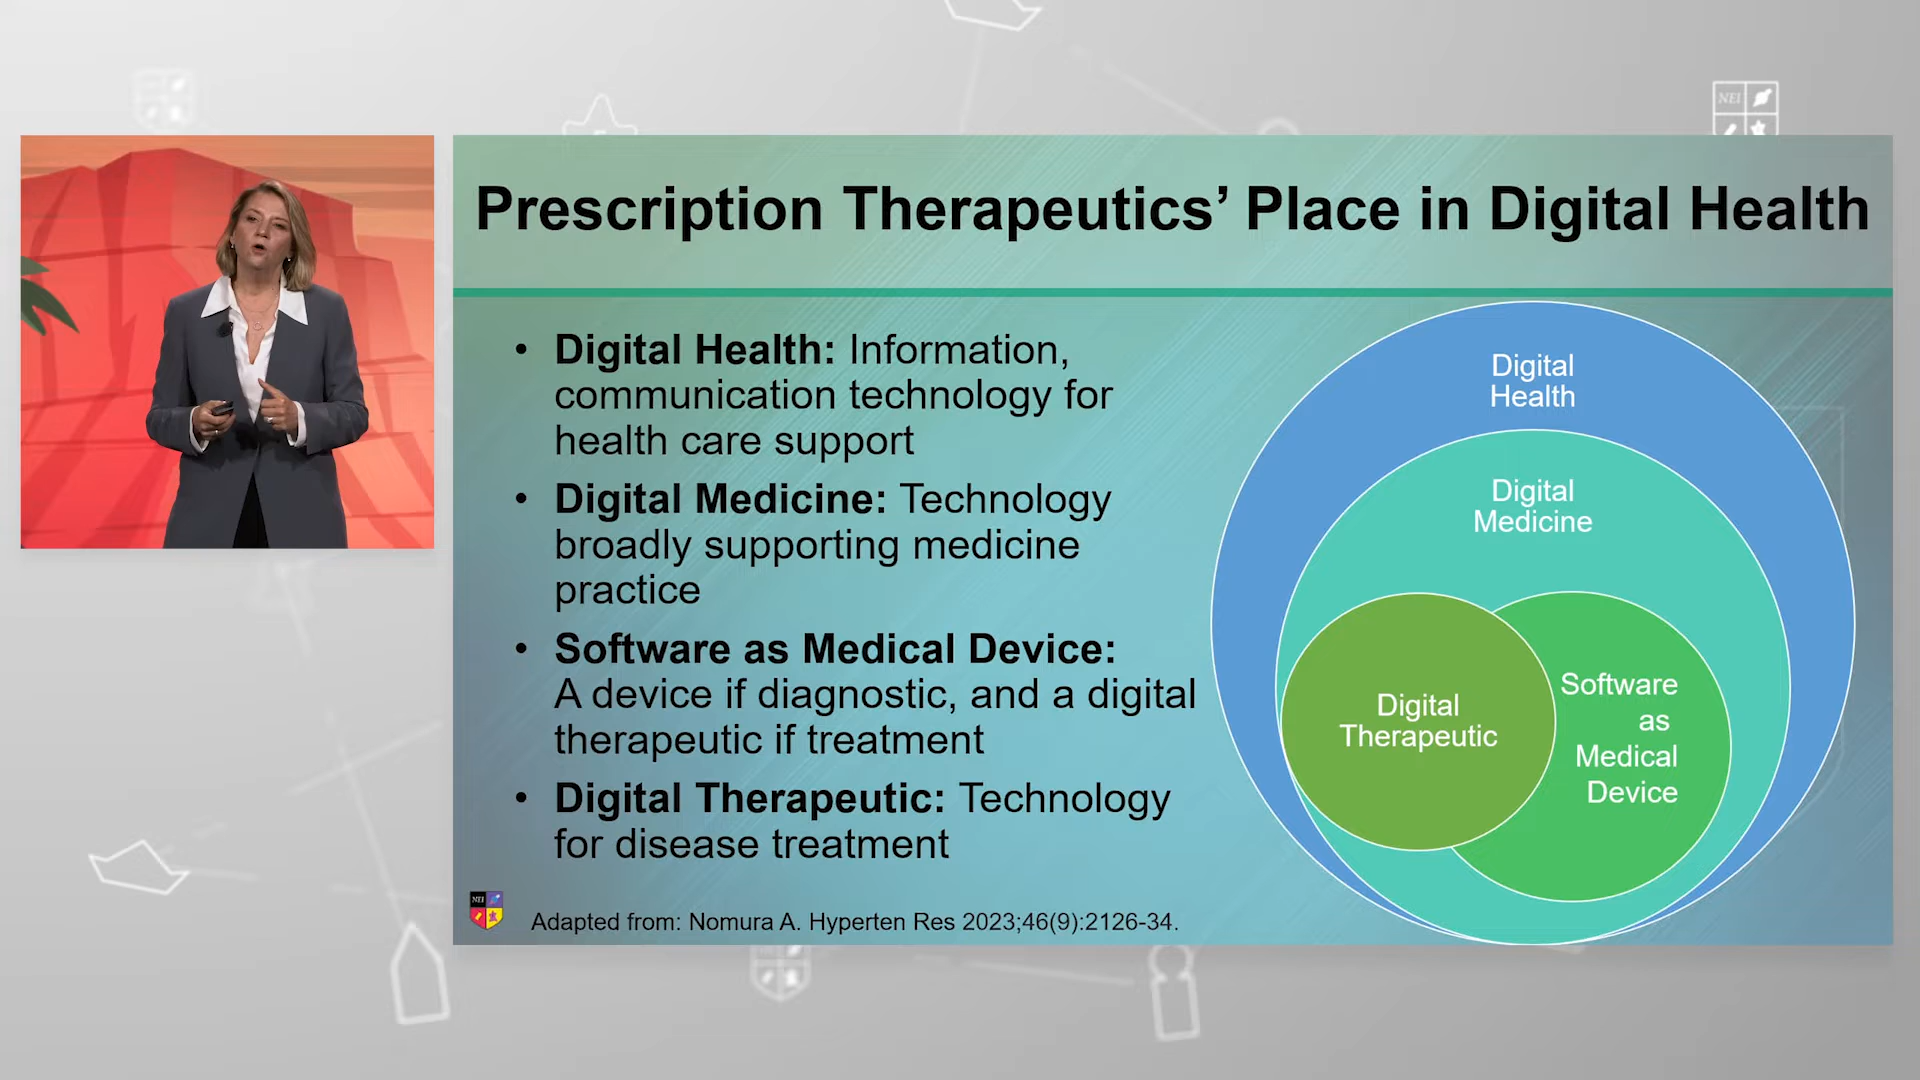 NEI
Prescription Therapeutics’ Place in Digital Health
• Digital Health: Information,
communication technology for
health care support
• Digital Medicine: Technology
broadly supporting medicine
practice
• Software as Medical Device:
A device if diagnostic, and a digital
therapeutic if treatment
• Digital Therapeutic: Technology
for disease treatment
Digital
Health
Digital
Medicine
Digital
Therapeutic
Software
as
Medical
Device
NEI
Adapted from: Nomura A. Hyperten Res 2023;46(9):2126-34.